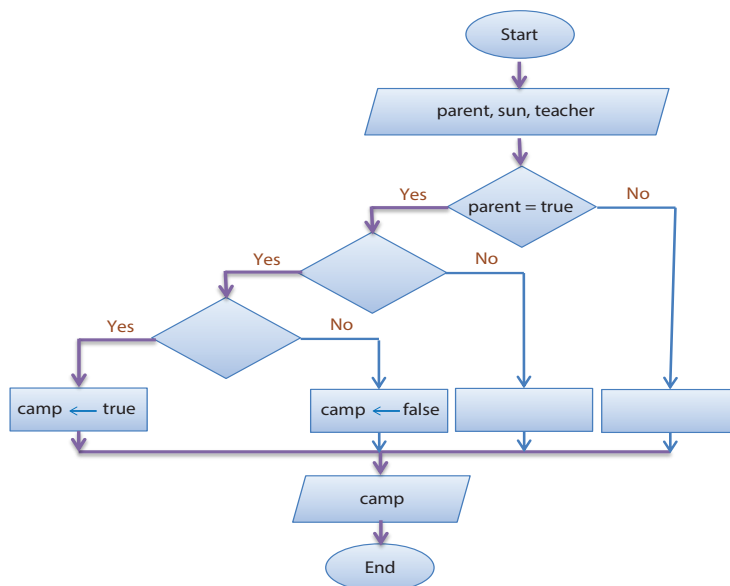 Start
parent, sun, teacher
Yes
No
parent = true
Yes
No
Yes
No
camp ← true
camp ← false
camp
End